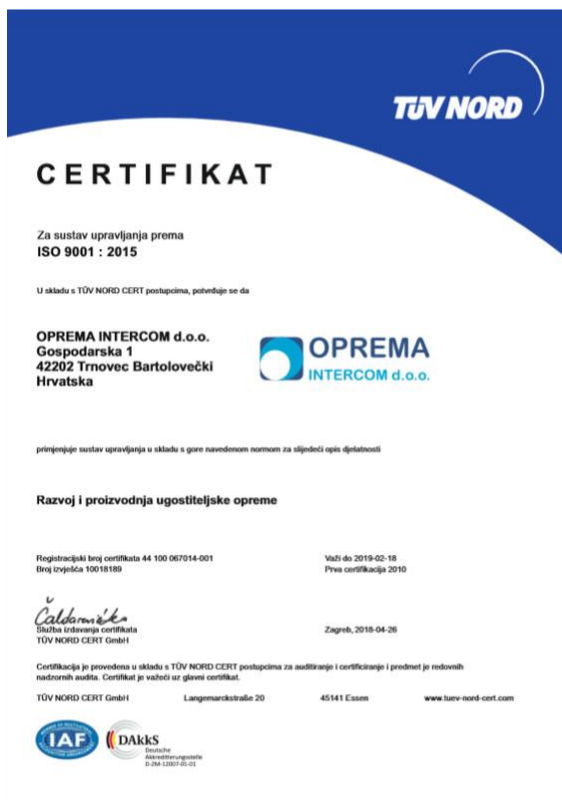 TÜV NORD
CERTIFIKAT
Za sustav upravljanja prema
ISO 9001 : 2015
U skladu s TÜV NORD CERT postupcima, potvrđuje se da
OPREMA INTERCOM d.o.o.
Gospodarska 1
42202 Trnovec Bartolovečki
Hrvatska
OPREMA
INTERCOM d.o.o.
primjenjuje sustav upravljanja u skladu s gore navedenom normom za slijedeći opis djelatnosti
Razvoj i proizvodnja ugostiteljske opreme
Registracijski broj certifikata 44 100 067014-001
Broj izvješća 10018189
Važi do 2019-02-18
Prva certifikacija 2010
Služba izdavanja certifikata
TÜV NORD CERT GmbH
Zagreb, 2018-04-26
Certifikacija je provedena u skladu s TÜV NORD CERT postupcima za auditiranje i certificiranje i predmet je redovnih
nadzornih audita. Certifikat je važeći uz glavni certifikat.
TÜV NORD CERT GmbH Langemarckstraße 20 45141 Essen www.tuev-nord-cert.com
IAF
DAkkS
Deutsche
Akkreditierungsstelle
D-ZM-12007-01-01